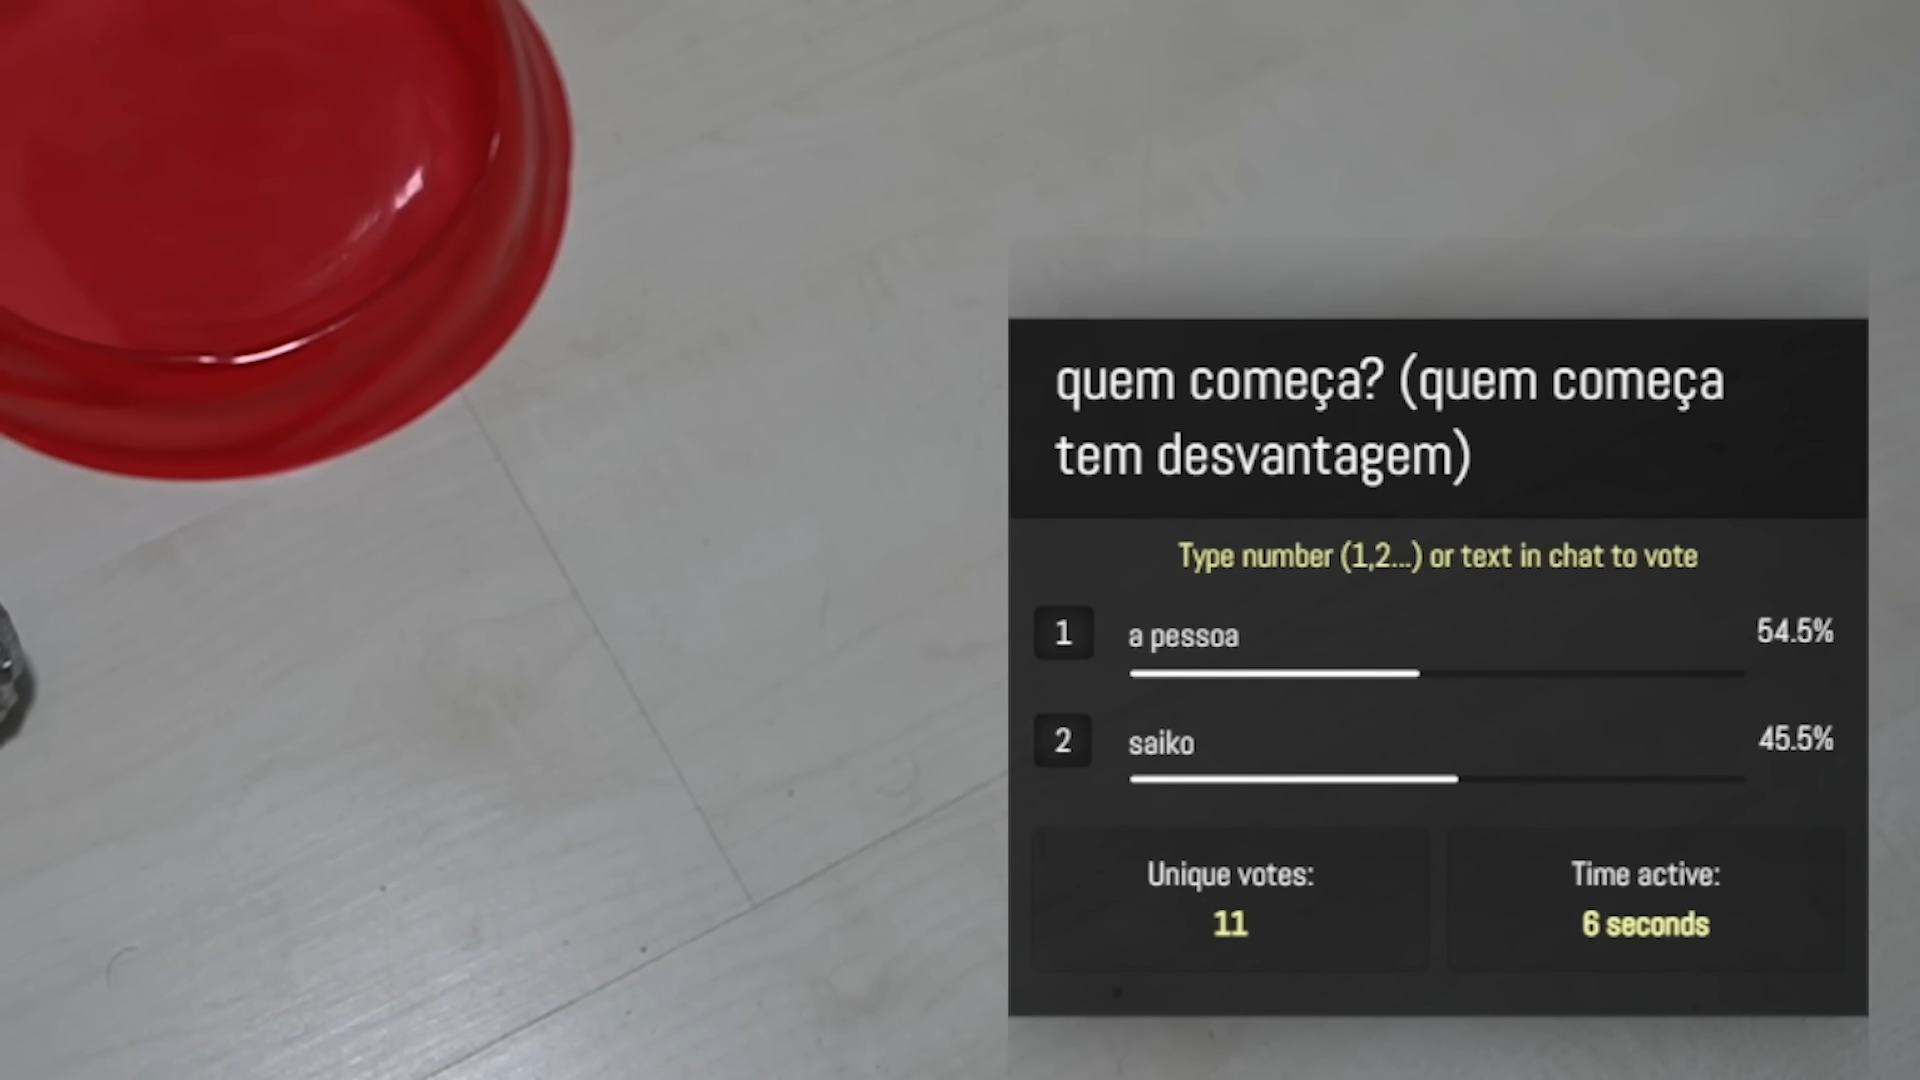 quem começa? (quem começa
tem desvantagem)
Type number (1,2...) or text in chat to vote
1 a pessoa 54.5%
2 saiko 45.5%
Unique votes: Time active:
11 6 seconds